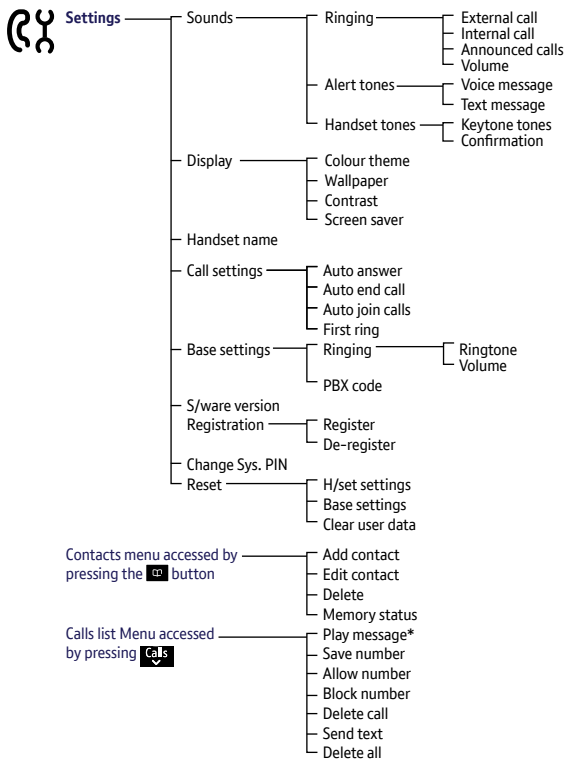 Settings
Sounds
Ringing
External call
Internal call
Announced calls
Volume
Alert tones
Voice message
Text message
Handset tones
Keytone tones
Confirmation
Display
Colour theme
Wallpaper
Contrast
Screen saver
Handset name
Call settings
Auto answer
Auto end call
Auto join calls
First ring
Base settings
Ringing
Ringtone
Volume
PBX code
S/ware version
Registration
Register
De-register
Change Sys. PIN
Reset
H/set settings
Base settings
Clear user data
Contacts menu accessed by
pressing the button
Add contact
Edit contact
Delete
Memory status
Calls list Menu accessed
by pressing Calls
Play message*
Save number
Allow number
Block number
Delete call
Send text
Delete all